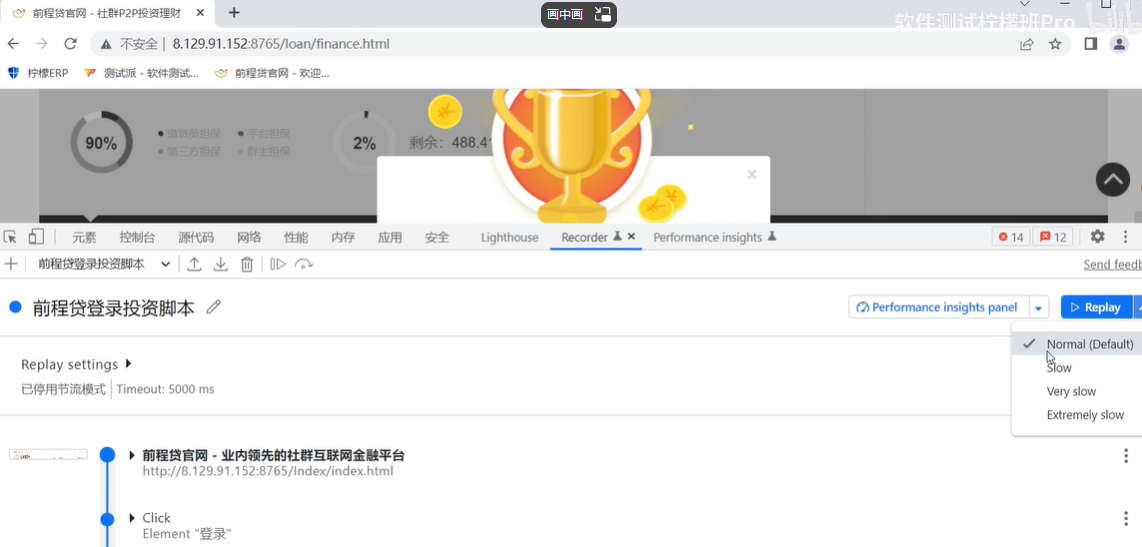 前程贷官网 - 社群P2P投资理财
画中画
软件测试柠檬班Pro
不安全 | 8.129.91.152:8765/loan/finance.html
柠檬ERP 测试派 - 软件测试... 前程贷官网 - 欢迎...
90%
借贷员担保 平台担保
第三方担保 群主担保
2%
剩余: 488.41
元素 控制台 源代码 网络 性能 内存 应用 安全 Lighthouse Recorder Performance insights 14 12
前程贷登录投资脚本
Send feedb
前程贷登录投资脚本
Performance insights panel
Replay
Normal (Default)
Slow
Very slow
Extremely slow
Replay settings
已停用节流模式 Timeout: 5000 ms
前程贷官网 - 业内领先的社群互联网金融平台
http://8.129.91.152:8765/Index/index.html
Click
Element "登录"